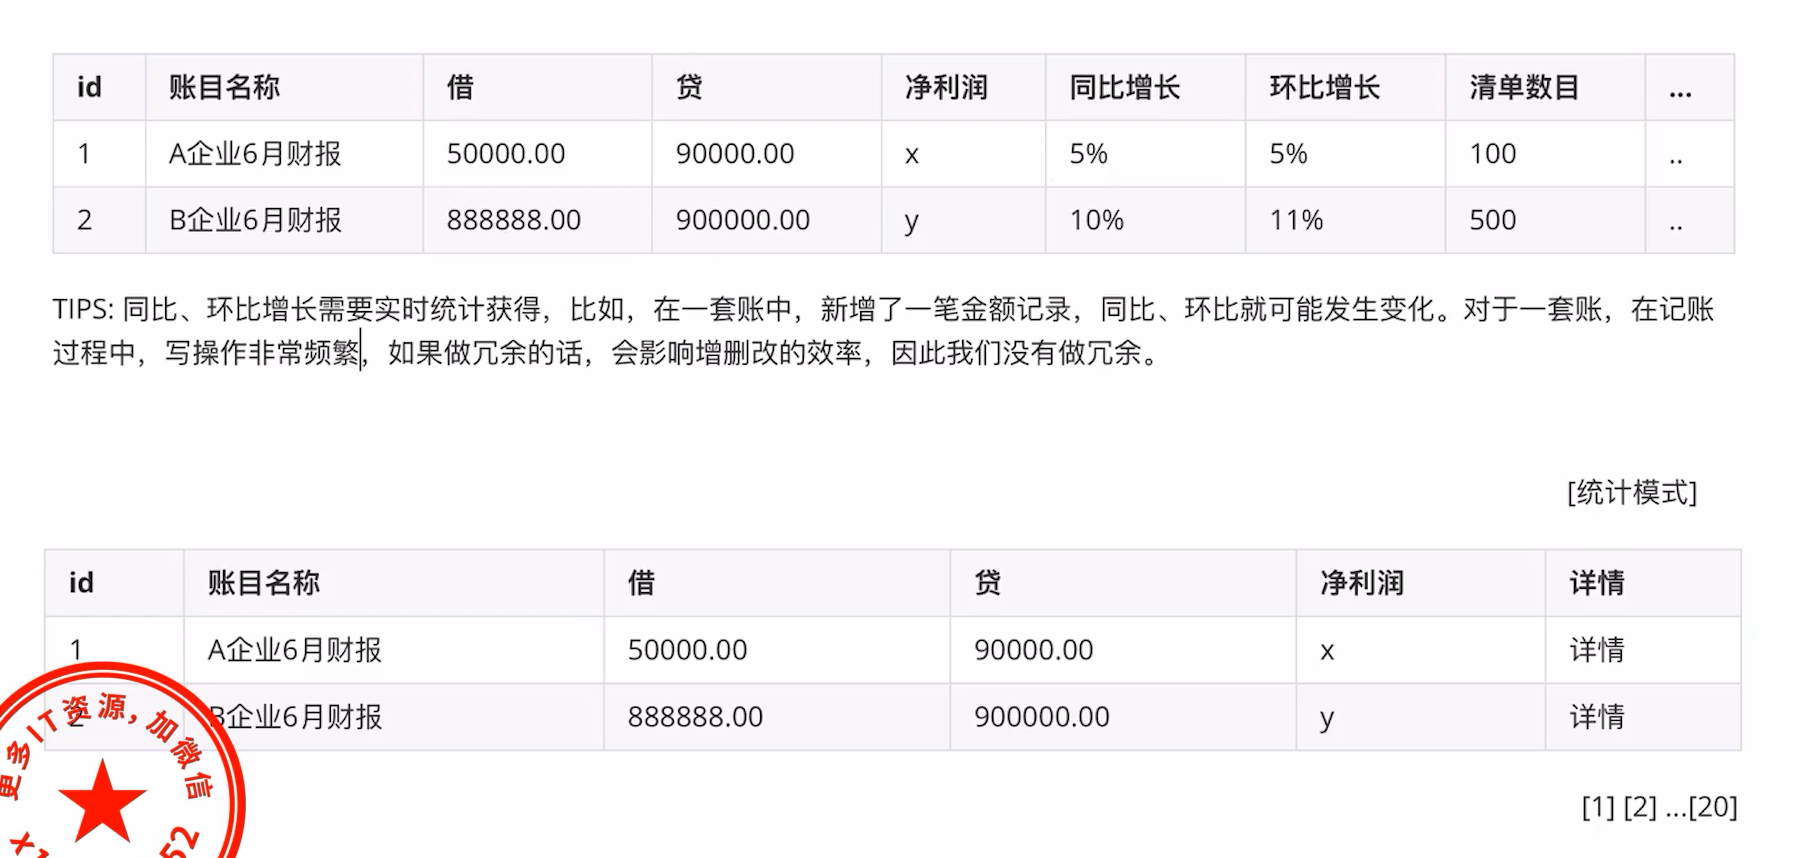 id 账目名称 借 贷 净利润 同比增长 环比增长 清单数目 ...
1 A企业6月财报 50000.00 90000.00 x 5% 5% 100 ..
2 B企业6月财报 888888.00 900000.00 y 10% 11% 500 ..
TIPS: 同比、环比增长需要实时统计获得，比如，在一套账中，新增了一笔金额记录，同比、环比就可能发生变化。对于一套账，在记账
过程中，写操作非常频繁，如果做冗余的话，会影响增删改的效率，因此我们没有做冗余。
[统计模式]
id 账目名称 借 贷 净利润 详情
1 A企业6月财报 50000.00 90000.00 x 详情
2 B企业6月财报 888888.00 900000.00 y 详情
[1] [2] ...[20]
更多IT资源，加微信